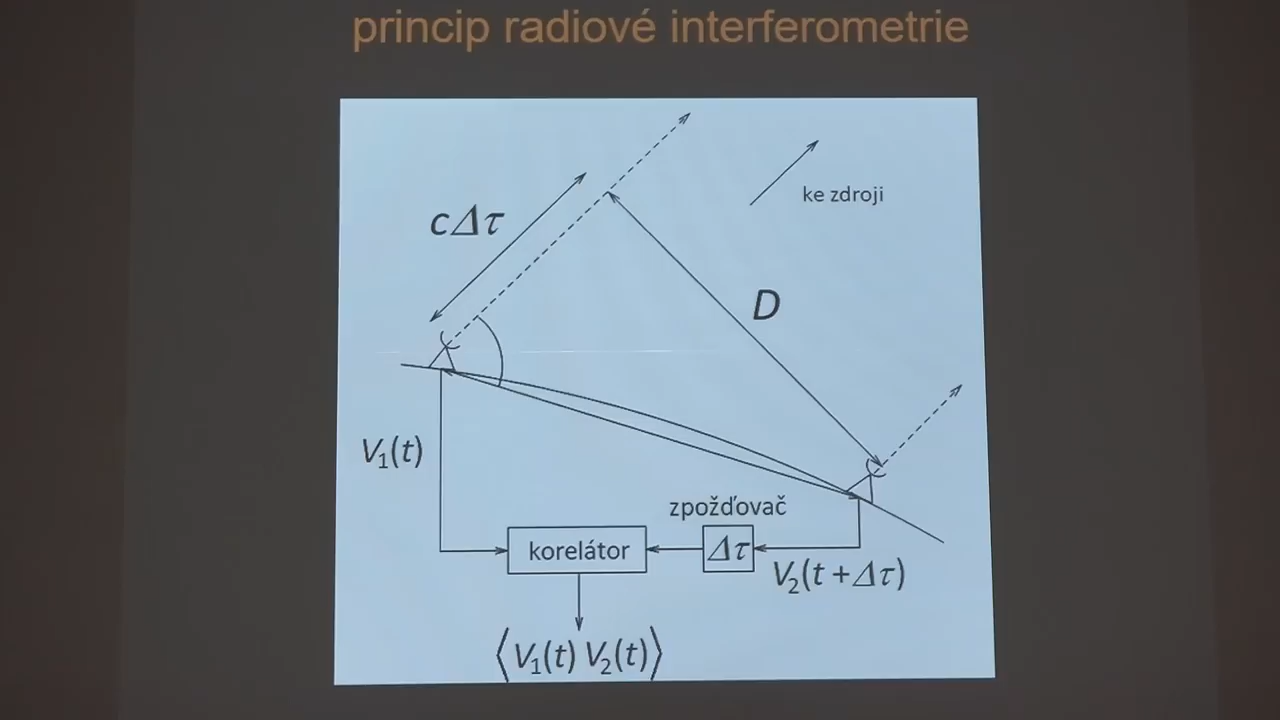 princip radiové interferometrie
cΔτ
ke zdroji
D
V₁(t)
zpožďovač
korelátor
Δτ
V₂(t + Δτ)
⟨V₁(t) V₂(t)⟩